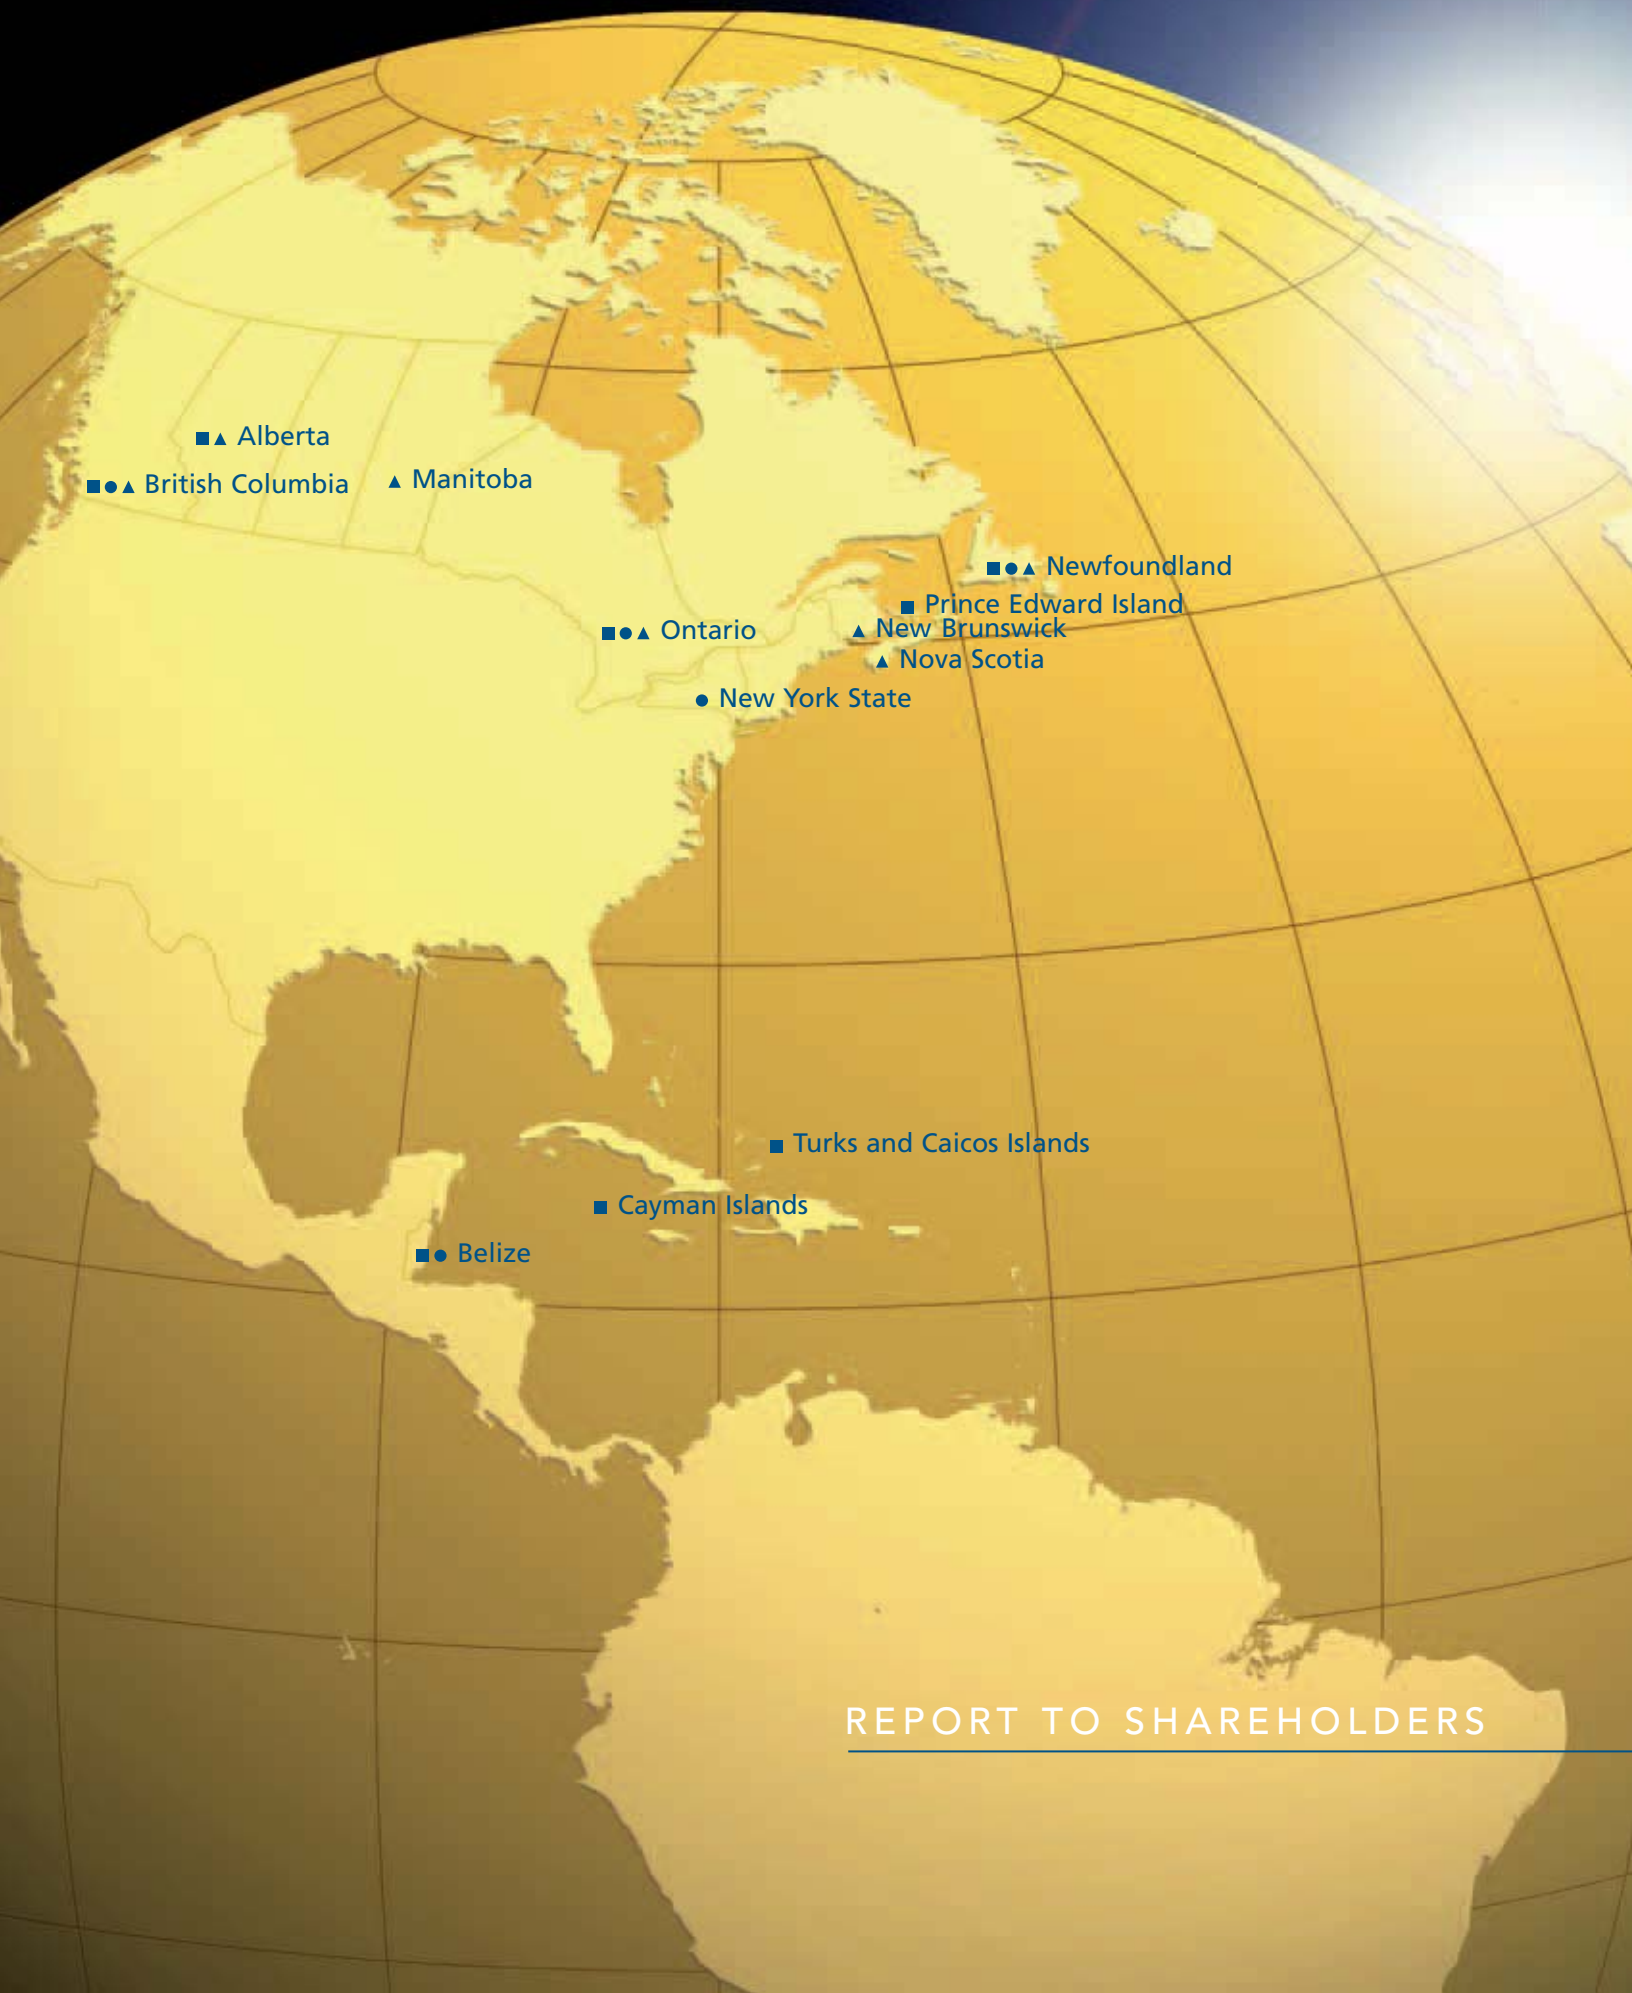 ■▲ Alberta
■●▲ British Columbia
▲ Manitoba
■●▲ Newfoundland
■ Prince Edward Island
▲ New Brunswick
■●▲ Ontario
▲ Nova Scotia
● New York State
■ Turks and Caicos Islands
■ Cayman Islands
■● Belize
REPORT TO SHAREHOLDERS